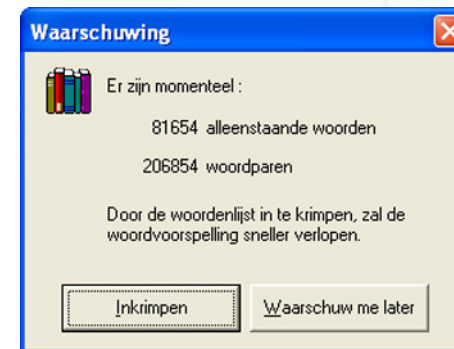 Waarschuwing
Er zijn momenteel :
81654 alleenstaande woorden
206854 woordparen
Door de woordenlijst in te krimpen, zal de
woordvoorspelling sneller verlopen.
Inkrimpen Waarschuw me later